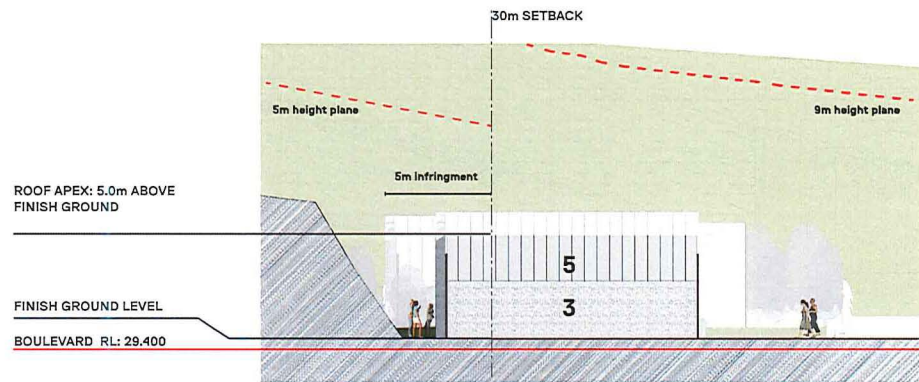 30m SETBACK
5m height plane
9m height plane
5m infringment
ROOF APEX: 5.0m ABOVE
FINISH GROUND
5
3
FINISH GROUND LEVEL
BOULEVARD RL: 29.400